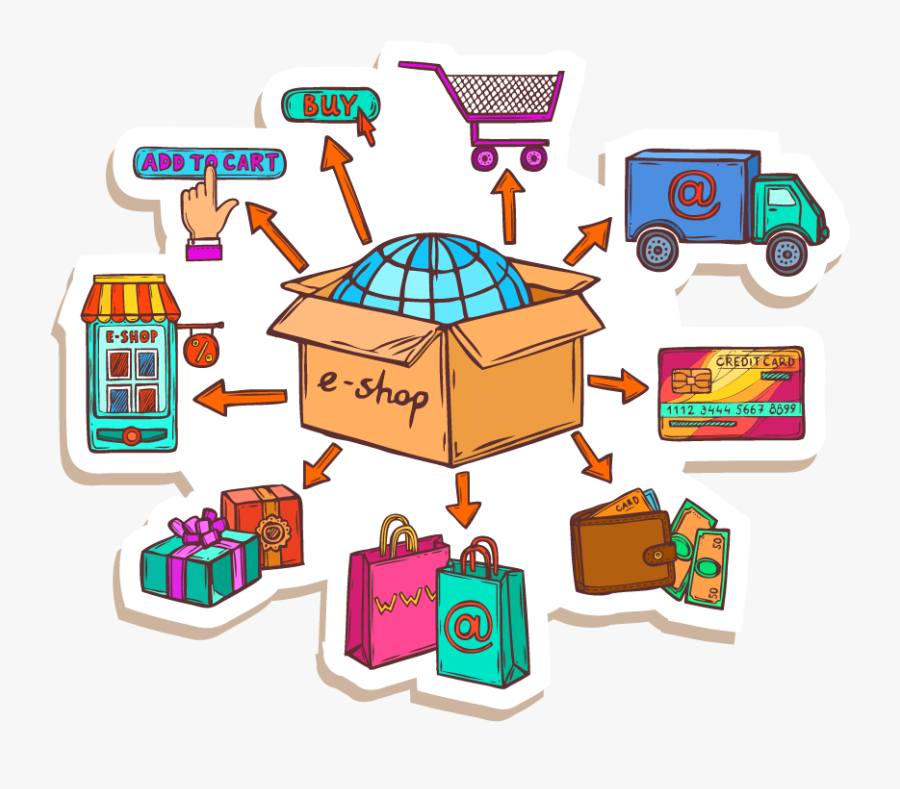 BUY
ADD TO CART
@
E-SHOP
%
e-shop
CREDIT CARD
1112 3444 5667 8899
CARD
50
50
WWW
@